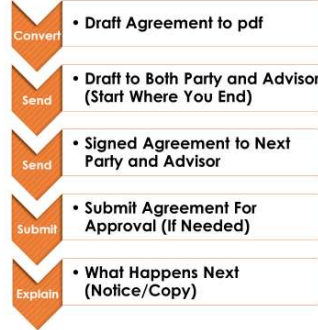 Convert
• Draft Agreement to pdf
Send
• Draft to Both Party and Advisor
(Start Where You End)
Send
• Signed Agreement to Next
Party and Advisor
Submit
• Submit Agreement For
Approval (If Needed)
Explain
• What Happens Next
(Notice/Copy)